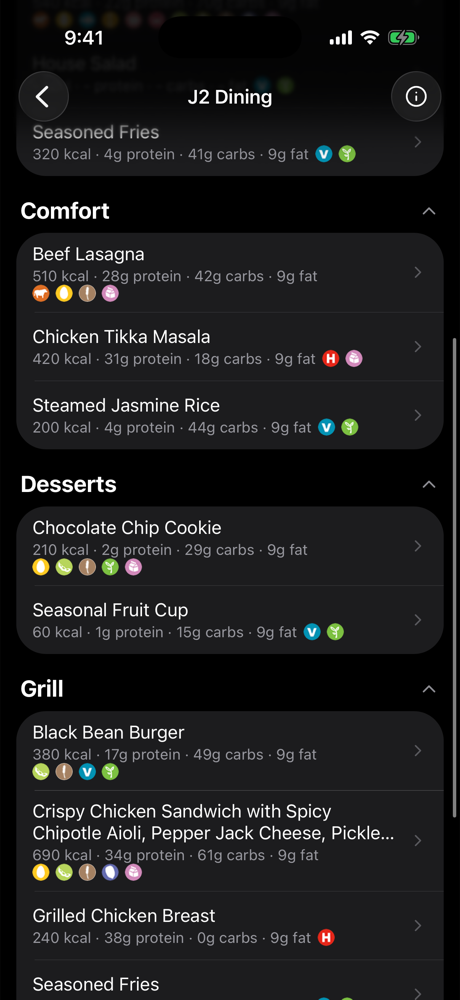 9:41
House Salad
J2 Dining
Seasoned Fries
320 kcal · 4g protein · 41g carbs · 9g fat V
Comfort
Beef Lasagna
510 kcal · 28g protein · 42g carbs · 9g fat
Chicken Tikka Masala
420 kcal · 31g protein · 18g carbs · 9g fat H
Steamed Jasmine Rice
200 kcal · 4g protein · 44g carbs · 9g fat V
Desserts
Chocolate Chip Cookie
210 kcal · 2g protein · 29g carbs · 9g fat
Seasonal Fruit Cup
60 kcal · 1g protein · 15g carbs · 9g fat V
Grill
Black Bean Burger
380 kcal · 17g protein · 49g carbs · 9g fat
V
Crispy Chicken Sandwich with Spicy
Chipotle Aioli, Pepper Jack Cheese, Pickle...
690 kcal · 34g protein · 61g carbs · 9g fat
Grilled Chicken Breast
240 kcal · 38g protein · 0g carbs · 9g fat H
Seasoned Fries